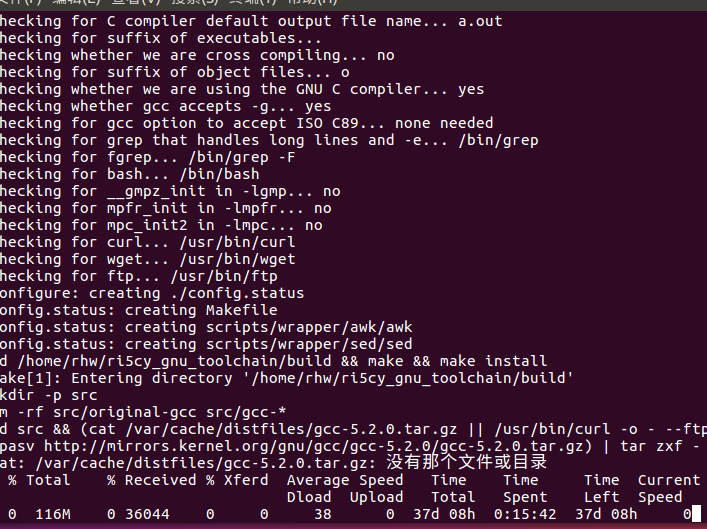 文件(F) 编辑(E) 查看(V) 搜索(S) 终端(T) 帮助(H)
hecking for C compiler default output file name... a.out
hecking for suffix of executables...
hecking whether we are cross compiling... no
hecking for suffix of object files... o
hecking whether we are using the GNU C compiler... yes
hecking whether gcc accepts -g... yes
hecking for gcc option to accept ISO C89... none needed
hecking for grep that handles long lines and -e... /bin/grep
hecking for fgrep... /bin/grep -F
hecking for bash... /bin/bash
hecking for __gmpz_init in -lgmp... no
hecking for mpfr_init in -lmpfr... no
hecking for mpc_init2 in -lmpc... no
hecking for curl... /usr/bin/curl
hecking for wget... /usr/bin/wget
hecking for ftp... /usr/bin/ftp
onfigure: creating ./config.status
onfig.status: creating Makefile
onfig.status: creating scripts/wrapper/awk/awk
onfig.status: creating scripts/wrapper/sed/sed
d /home/rhw/ri5cy_gnu_toolchain/build && make && make install
ake[1]: Entering directory '/home/rhw/ri5cy_gnu_toolchain/build'
kdir -p src
m -rf src/original-gcc src/gcc-*
d src && (cat /var/cache/distfiles/gcc-5.2.0.tar.gz || /usr/bin/curl -o - --ftp
pasv http://mirrors.kernel.org/gnu/gcc/gcc-5.2.0/gcc-5.2.0.tar.gz) | tar zxf -
at: /var/cache/distfiles/gcc-5.2.0.tar.gz: 没有那个文件或目录
% Total % Received % Xferd Average Speed Time Time Time Current
Dload Upload Total Spent Left Speed
0 116M 0 36044 0 0 38 0 37d 08h 0:15:42 37d 08h 0